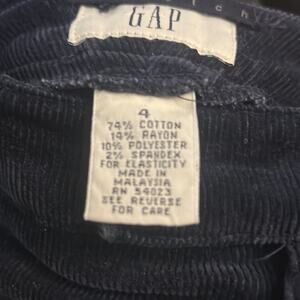 GAP
4
74% COTTON
14% RAYON
10% POLYESTER
2% SPANDEX
FOR ELASTICITY
MADE IN
MALAYSIA
RN 54023
SEE REVERSE
FOR CARE